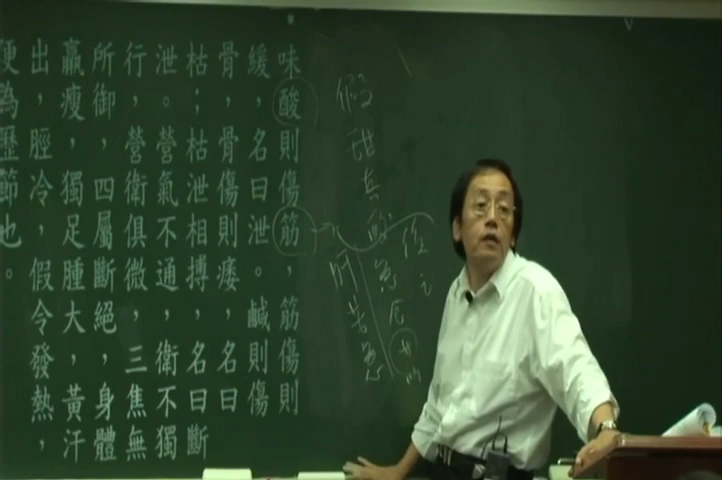 味酸則傷筋，筋傷則
緩，名曰泄。鹹則傷
骨，骨傷則痿，名曰
枯；枯泄相搏，名曰斷
泄。營氣不通，衛不獨
行，營衛俱微，三焦無
所御，四屬斷絕，身體
羸瘦，獨足腫大，黃汗
出，脛冷，假令發熱，
便為歷節也。